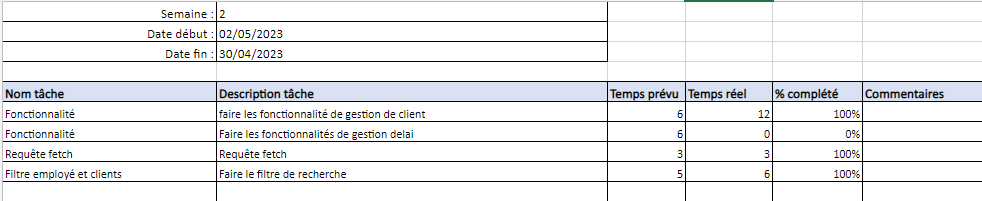 Semaine : 2
Date début : 02/05/2023
Date fin : 30/04/2023
Nom tâche Description tâche Temps prévu Temps réel % complété Commentaires
Fonctionnalité faire les fonctionnalité de gestion de client 6 12 100%
Fonctionnalité Faire les fonctionnalités de gestion delai 6 0 0%
Requête fetch Requête fetch 3 3 100%
Filtre employé et clients Faire le filtre de recherche 5 6 100%